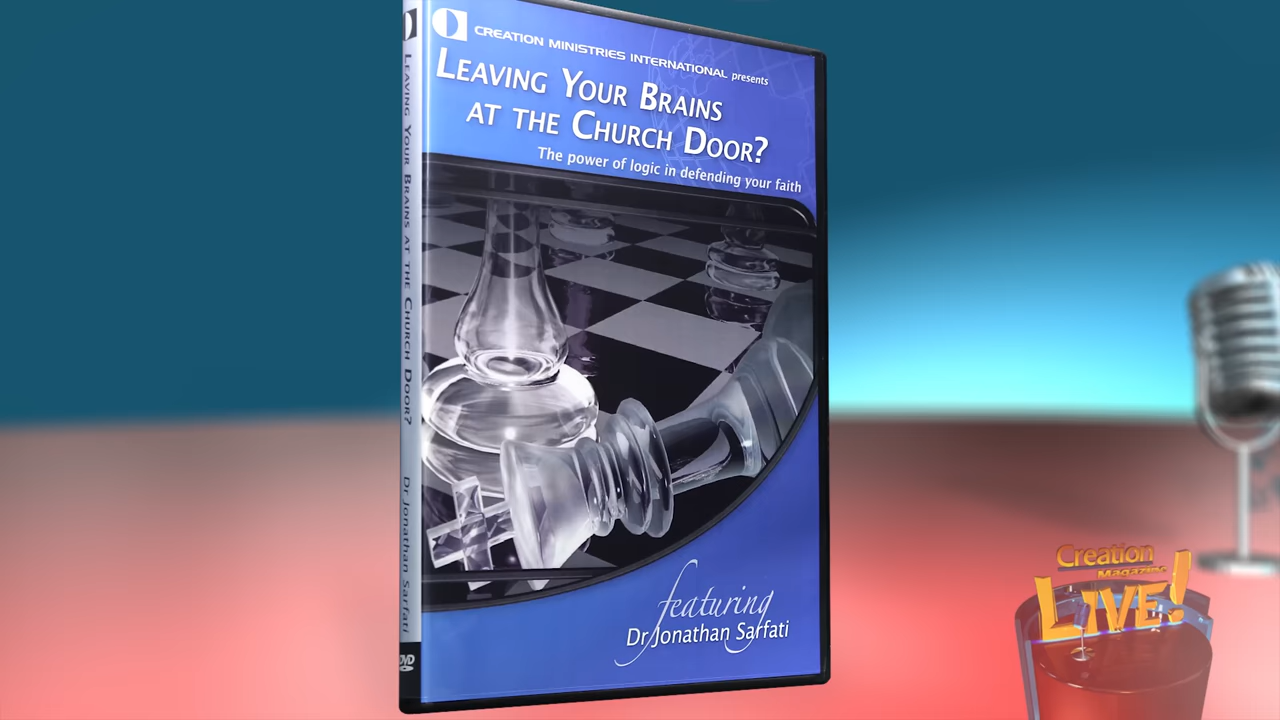 CREATION MINISTRIES INTERNATIONAL presents
LEAVING YOUR BRAINS
AT THE CHURCH DOOR?
The power of logic in defending your faith
featuring
Dr Jonathan Sarfati
LEAVING YOUR BRAINS AT THE CHURCH DOOR? Dr Jonathan Sarfati
DVD
Creation
Magazine
LIVE!